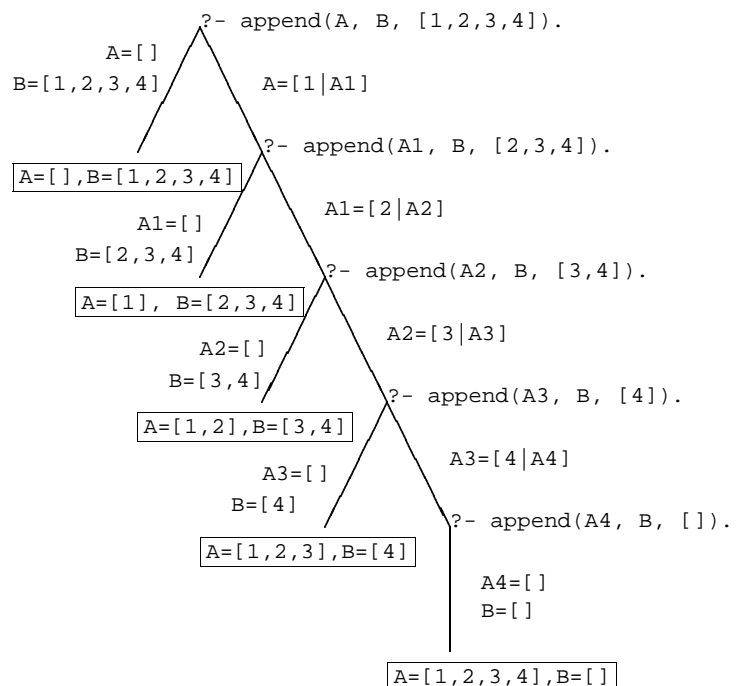 ?- append(A, B, [1,2,3,4]).
A=[]
B=[1,2,3,4]
A=[1|A1]
?- append(A1, B, [2,3,4]).
A=[],B=[1,2,3,4]
A1=[2|A2]
A1=[]
B=[2,3,4]
?- append(A2, B, [3,4]).
A=[1], B=[2,3,4]
A2=[3|A3]
A2=[]
B=[3,4]
?- append(A3, B, [4]).
A=[1,2],B=[3,4]
A3=[4|A4]
A3=[]
B=[4]
?- append(A4, B, []).
A=[1,2,3],B=[4]
A4=[]
B=[]
A=[1,2,3,4],B=[]